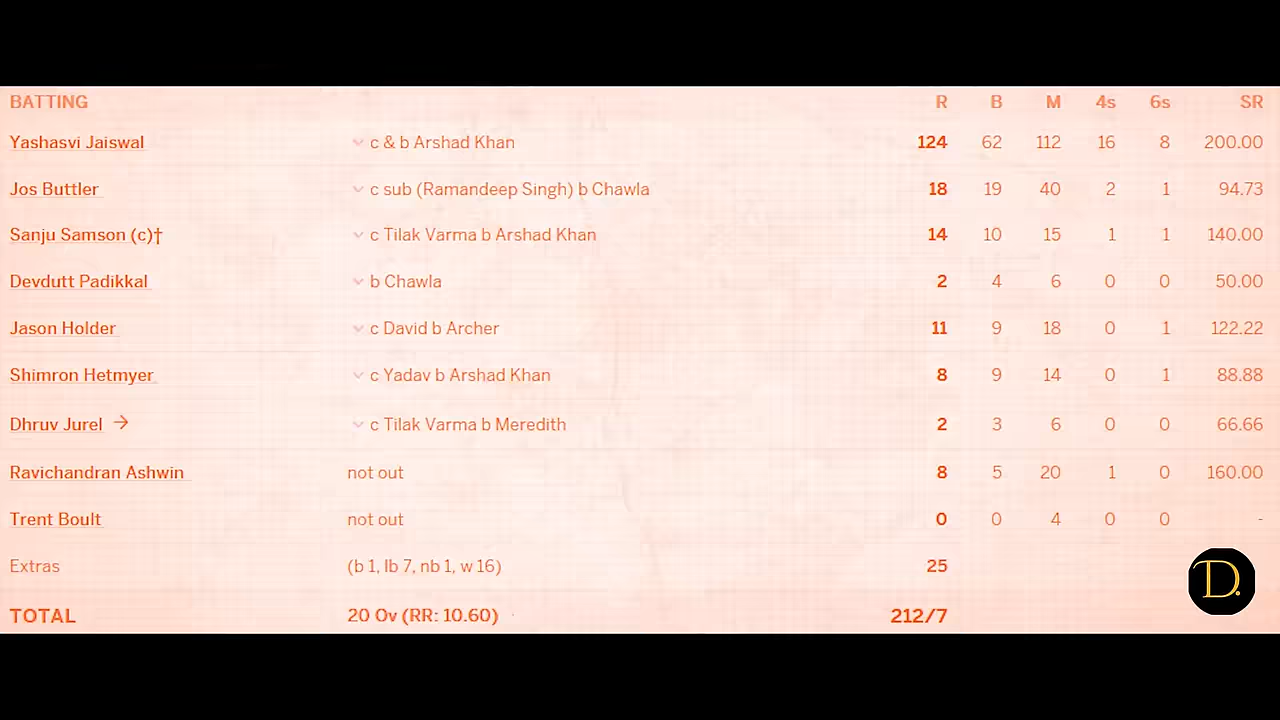 BATTING R B M 4s 6s SR
Yashasvi Jaiswal c & b Arshad Khan 124 62 112 16 8 200.00
Jos Buttler c sub (Ramandeep Singh) b Chawla 18 19 40 2 1 94.73
Sanju Samson (c)† c Tilak Varma b Arshad Khan 14 10 15 1 1 140.00
Devdutt Padikkal b Chawla 2 4 6 0 0 50.00
Jason Holder c David b Archer 11 9 18 0 1 122.22
Shimron Hetmyer c Yadav b Arshad Khan 8 9 14 0 1 88.88
Dhruv Jurel → c Tilak Varma b Meredith 2 3 6 0 0 66.66
Ravichandran Ashwin not out 8 5 20 1 0 160.00
Trent Boult not out 0 0 4 0 0 -
Extras (b 1, lb 7, nb 1, w 16) 25
TOTAL 20 Ov (RR: 10.60) 212/7
D.